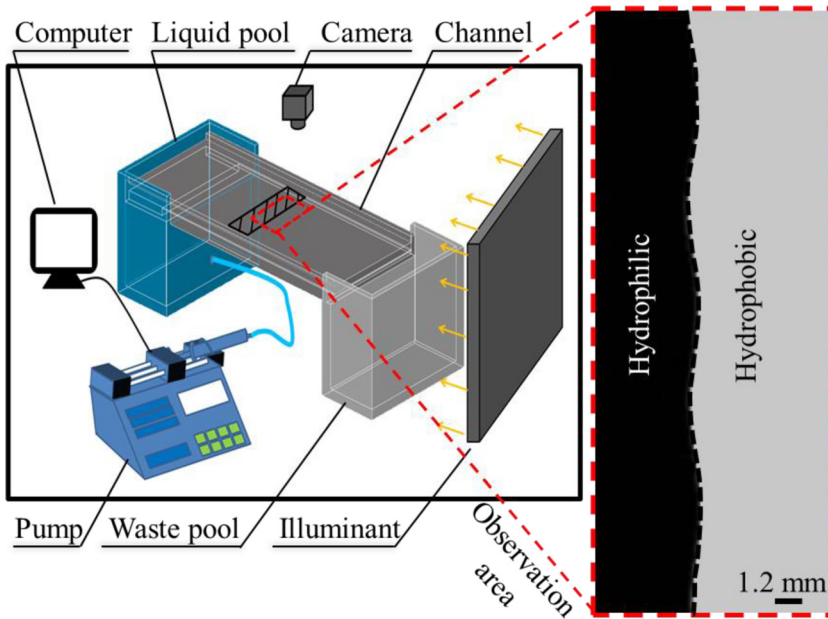 Computer
Liquid pool
Camera
Channel
Pump
Waste pool
Illuminant
Observation
area
Hydrophilic
Hydrophobic
1.2 mm